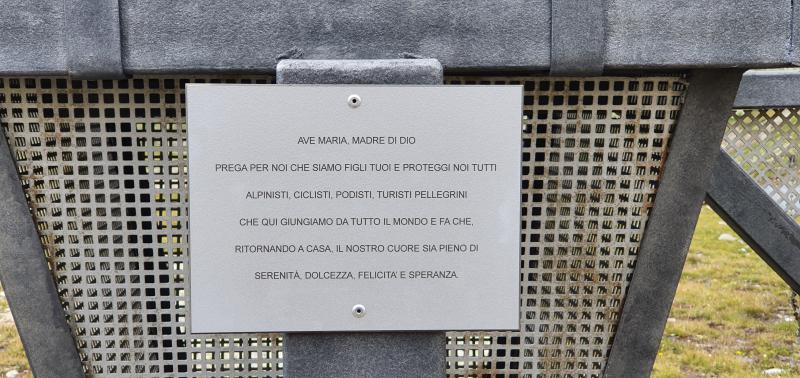 AVE MARIA, MADRE DI DIO
PREGA PER NOI CHE SIAMO FIGLI TUOI E PROTEGGI NOI TUTTI
ALPINISTI, CICLISTI, PODISTI, TURISTI PELLEGRINI
CHE QUI GIUNGIAMO DA TUTTO IL MONDO E FA CHE,
RITORNANDO A CASA, IL NOSTRO CUORE SIA PIENO DI
SERENITÀ, DOLCEZZA, FELICITA' E SPERANZA.